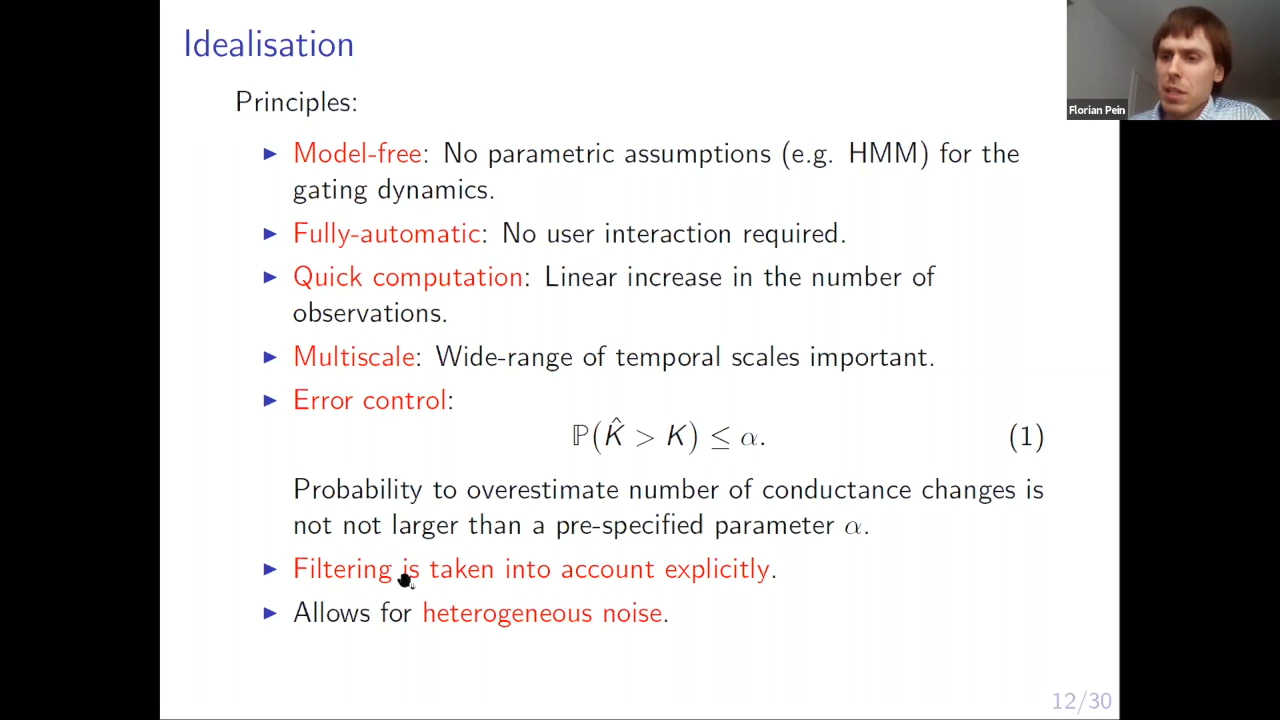 Idealisation
Florian Pein
Principles:
▶ Model-free: No parametric assumptions (e.g. HMM) for the
gating dynamics.
▶ Fully-automatic: No user interaction required.
▶ Quick computation: Linear increase in the number of
observations.
▶ Multiscale: Wide-range of temporal scales important.
▶ Error control:
ℙ(K̂ > K) ≤ α. (1)
Probability to overestimate number of conductance changes is
not not larger than a pre-specified parameter α.
▶ Filtering is taken into account explicitly.
▶ Allows for heterogeneous noise.
12/30